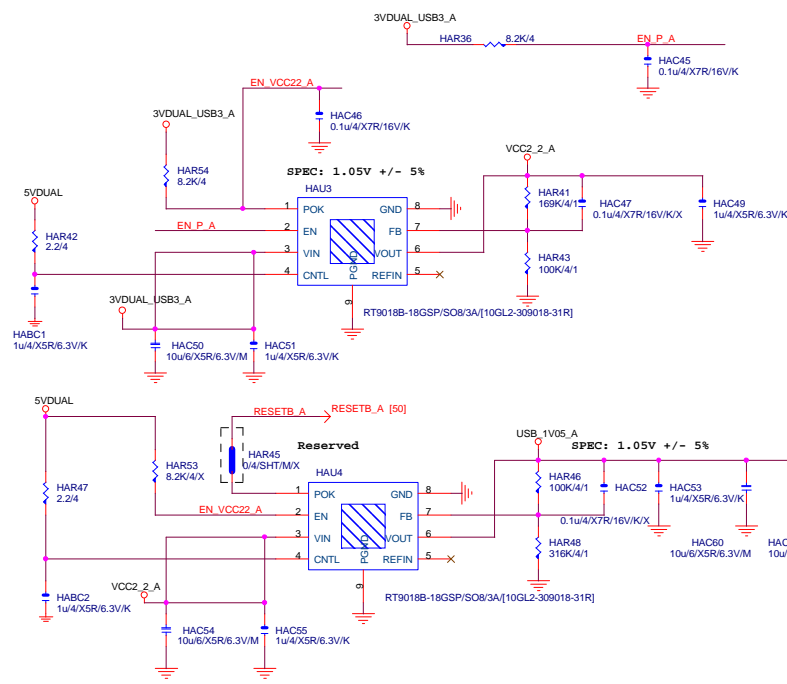 3VDUAL_USB3_A
HAR36 8.2K/4 EN_P_A
HAC45
0.1u/4/X7R/16V/K
EN_VCC22_A
HAC46
0.1u/4/X7R/16V/K
3VDUAL_USB3_A
HAR54
8.2K/4
SPEC: 1.05V +/- 5%
VCC2_2_A
5VDUAL
HAU3
HAR41
169K/4/1
HAC47
0.1u/4/X7R/16V/K/X
HAC49
1u/4/X5R/6.3V/K
1 POK GND 8
EN_P_A 2 EN FB 7
HAR42
2.2/4
3 VIN VOUT 6
4 CNTL REFIN 5
PGND
9
HAR43
100K/4/1
3VDUAL_USB3_A
RT9018B-18GSP/SO8/3A/[10GL2-309018-31R]
HABC1
1u/4/X5R/6.3V/K
HAC50
10u/6/X5R/6.3V/M
HAC51
1u/4/X5R/6.3V/K
5VDUAL
RESETB_A RESETB_A [50]
USB_1V05_A
Reserved
SPEC: 1.05V +/- 5%
HAR45
0/4/SHT/M/X
HAR53
8.2K/4/X
HAU4
HAR46
100K/4/1
HAC52
0.1u/4/X7R/16V/K/X
HAC53
1u/4/X5R/6.3V/K
HAR47
2.2/4
1 POK GND 8
EN_VCC22_A 2 EN FB 7
3 VIN VOUT 6
4 CNTL REFIN 5
PGND
9
HAR48
316K/4/1
HAC60
10u/6/X5R/6.3V/M
HAC
10u/
VCC2_2_A
HABC2
1u/4/X5R/6.3V/K
RT9018B-18GSP/SO8/3A/[10GL2-309018-31R]
HAC54
10u/6/X5R/6.3V/M
HAC55
1u/4/X5R/6.3V/K